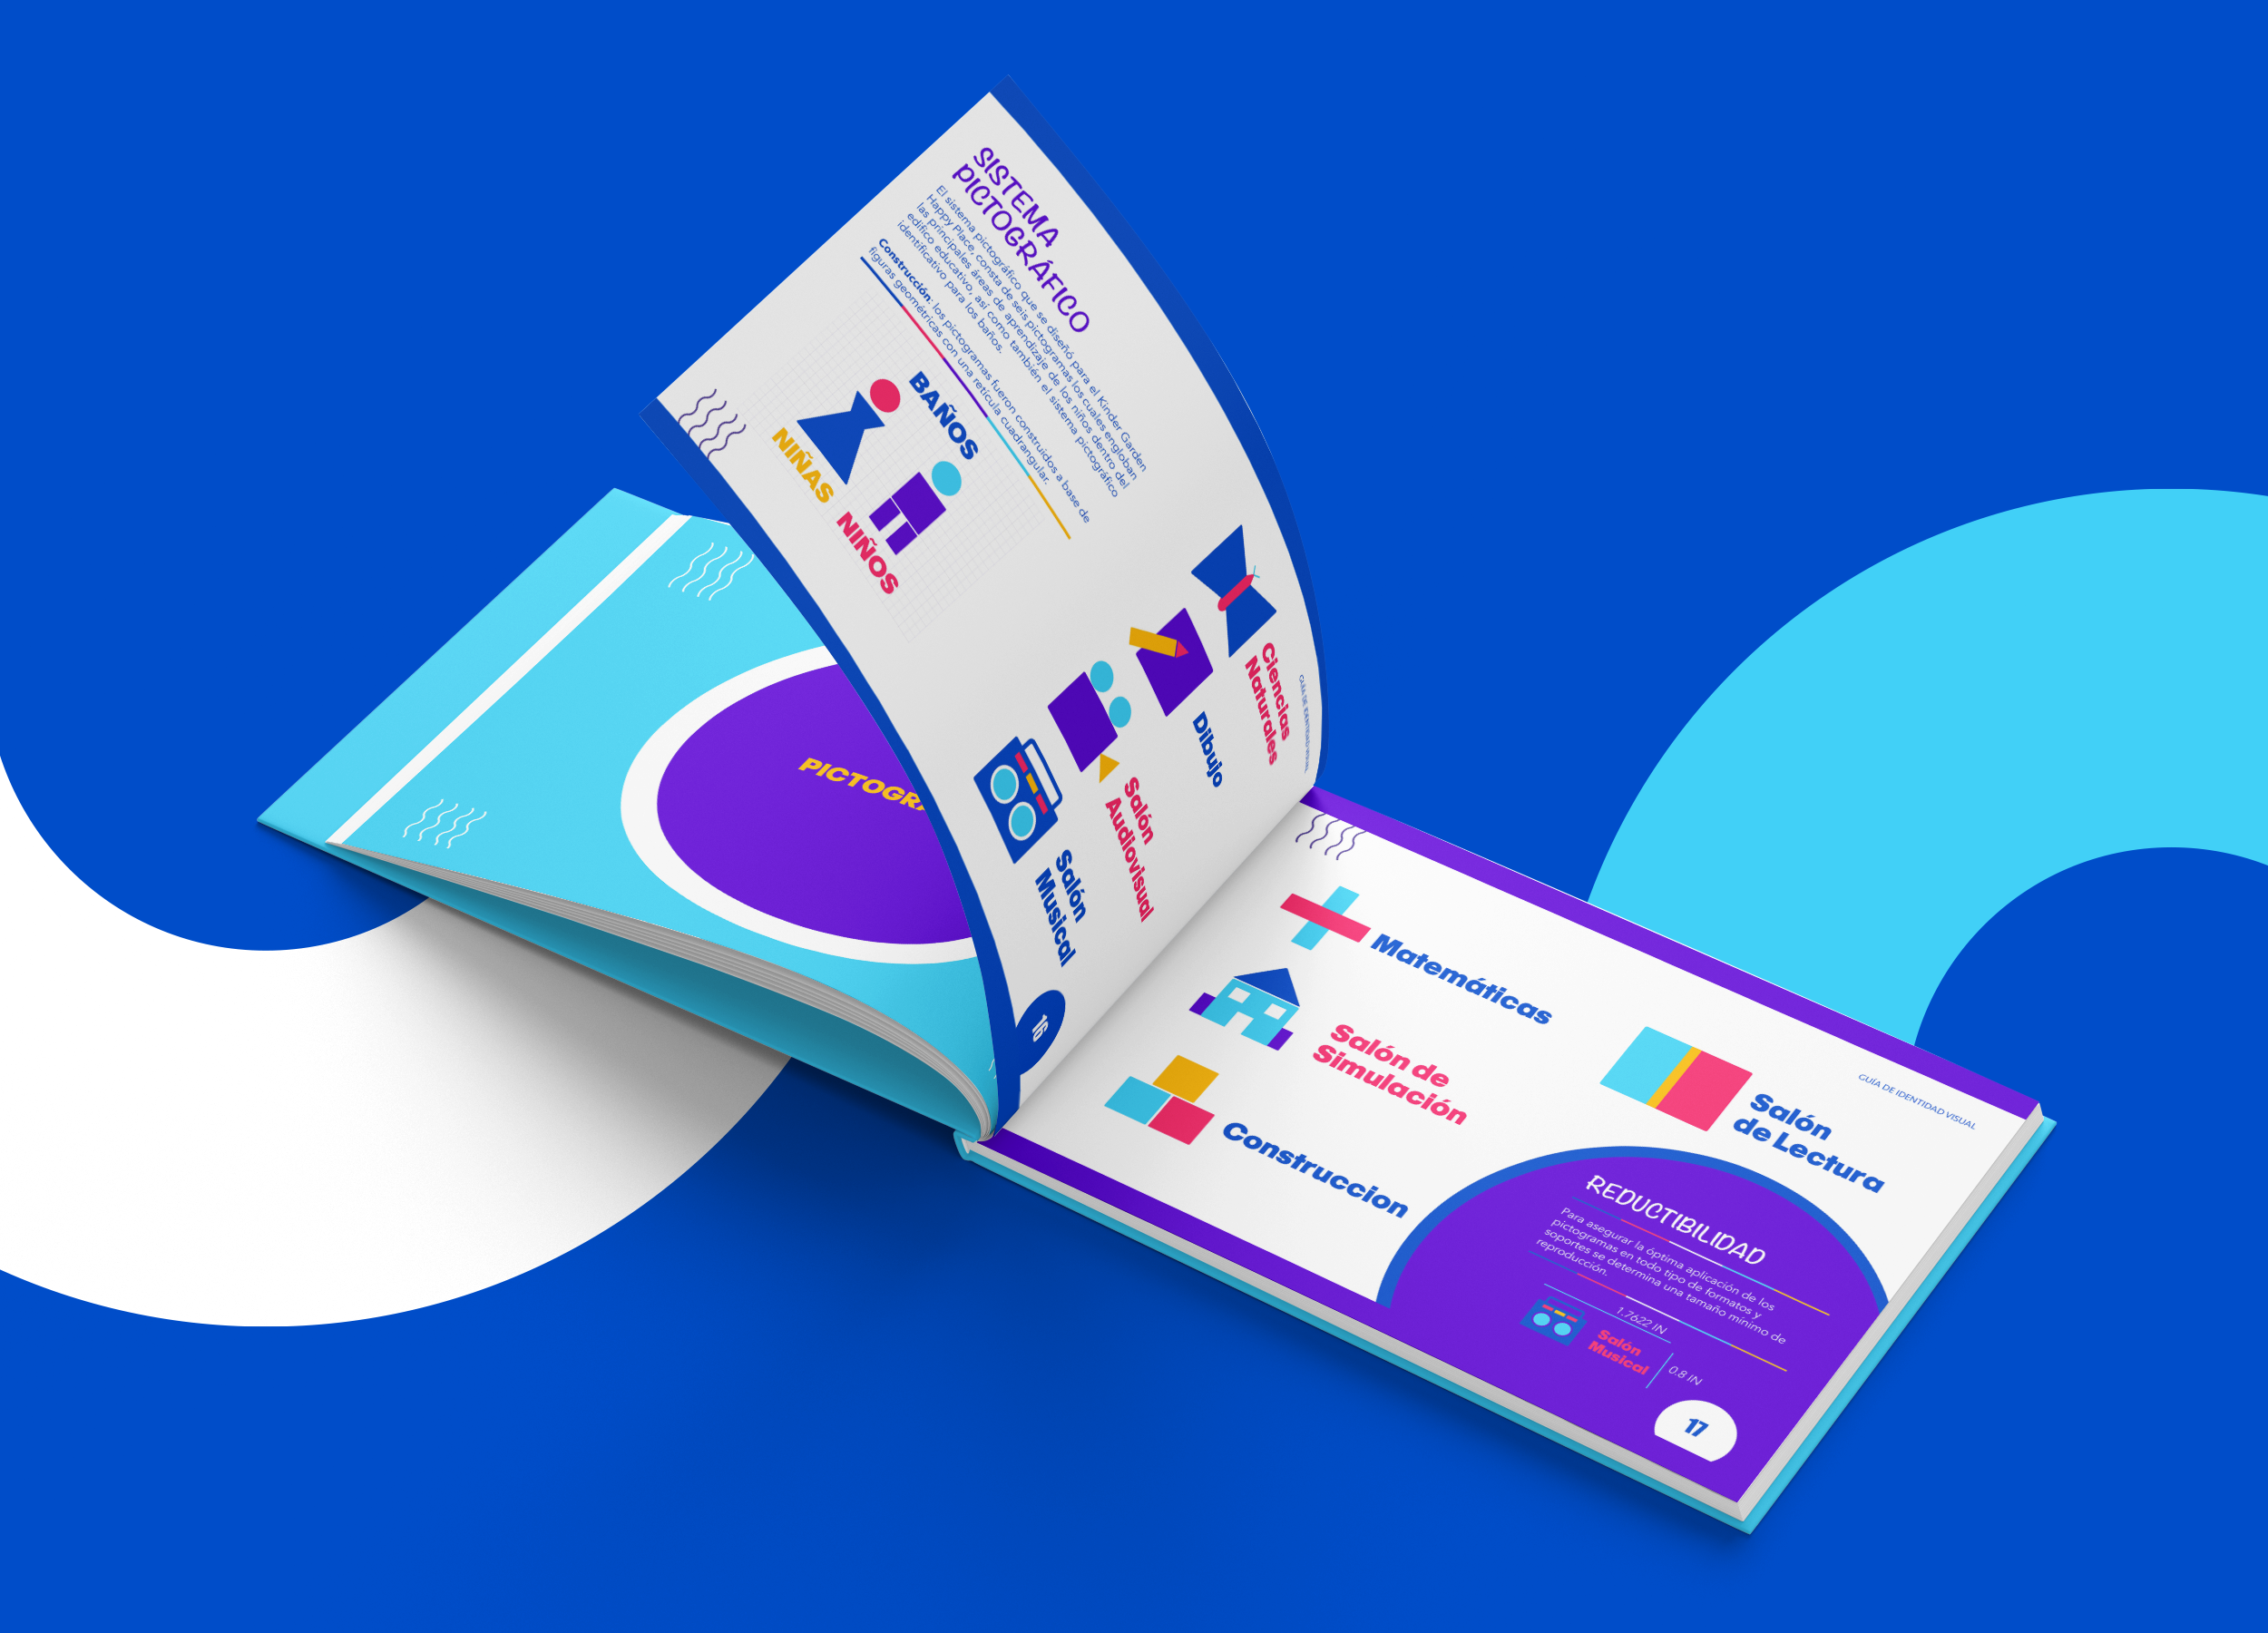 PICTOGR
SISTEMA
PICTOGRÁFICO
El sistema pictográfico que se diseñó para el Kinder Garden
Happy Place, consta de seis pictogramas los cuales engloban
las principales áreas de aprendizaje de los niños dentro del
edifico educativo, así como también el sistema pictográfico
identificativo para los baños.
Construcción: los pictogramas fueron construidos a base de
figuras geométricas con una retícula cuadrangular.
BAÑOS
NIÑAS
NIÑOS
Ciencias
Naturales
Dibujo
Salón
Audiovisual
Salón
Musical
GUÍA DE IDENTIDAD VISUAL
16
Matemáticas
Salón de
Simulación
Construccion
Salón
de Lectura
GUÍA DE IDENTIDAD VISUAL
REDUCTIBILIDAD
Para asegurar la óptima aplicación de los
pictogramas en todo tipo de formatos y
soportes se determina una tamaño mínimo de
reproducción.
1.7622 IN
Salón
Musical
0.8 IN
17